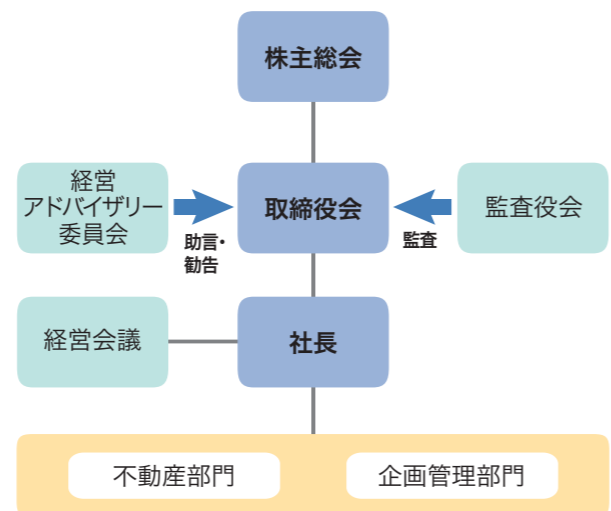 株主総会
経営
アドバイザリー
委員会
助言・
勧告
取締役会
監査
監査役会
経営会議
社長
不動産部門
企画管理部門